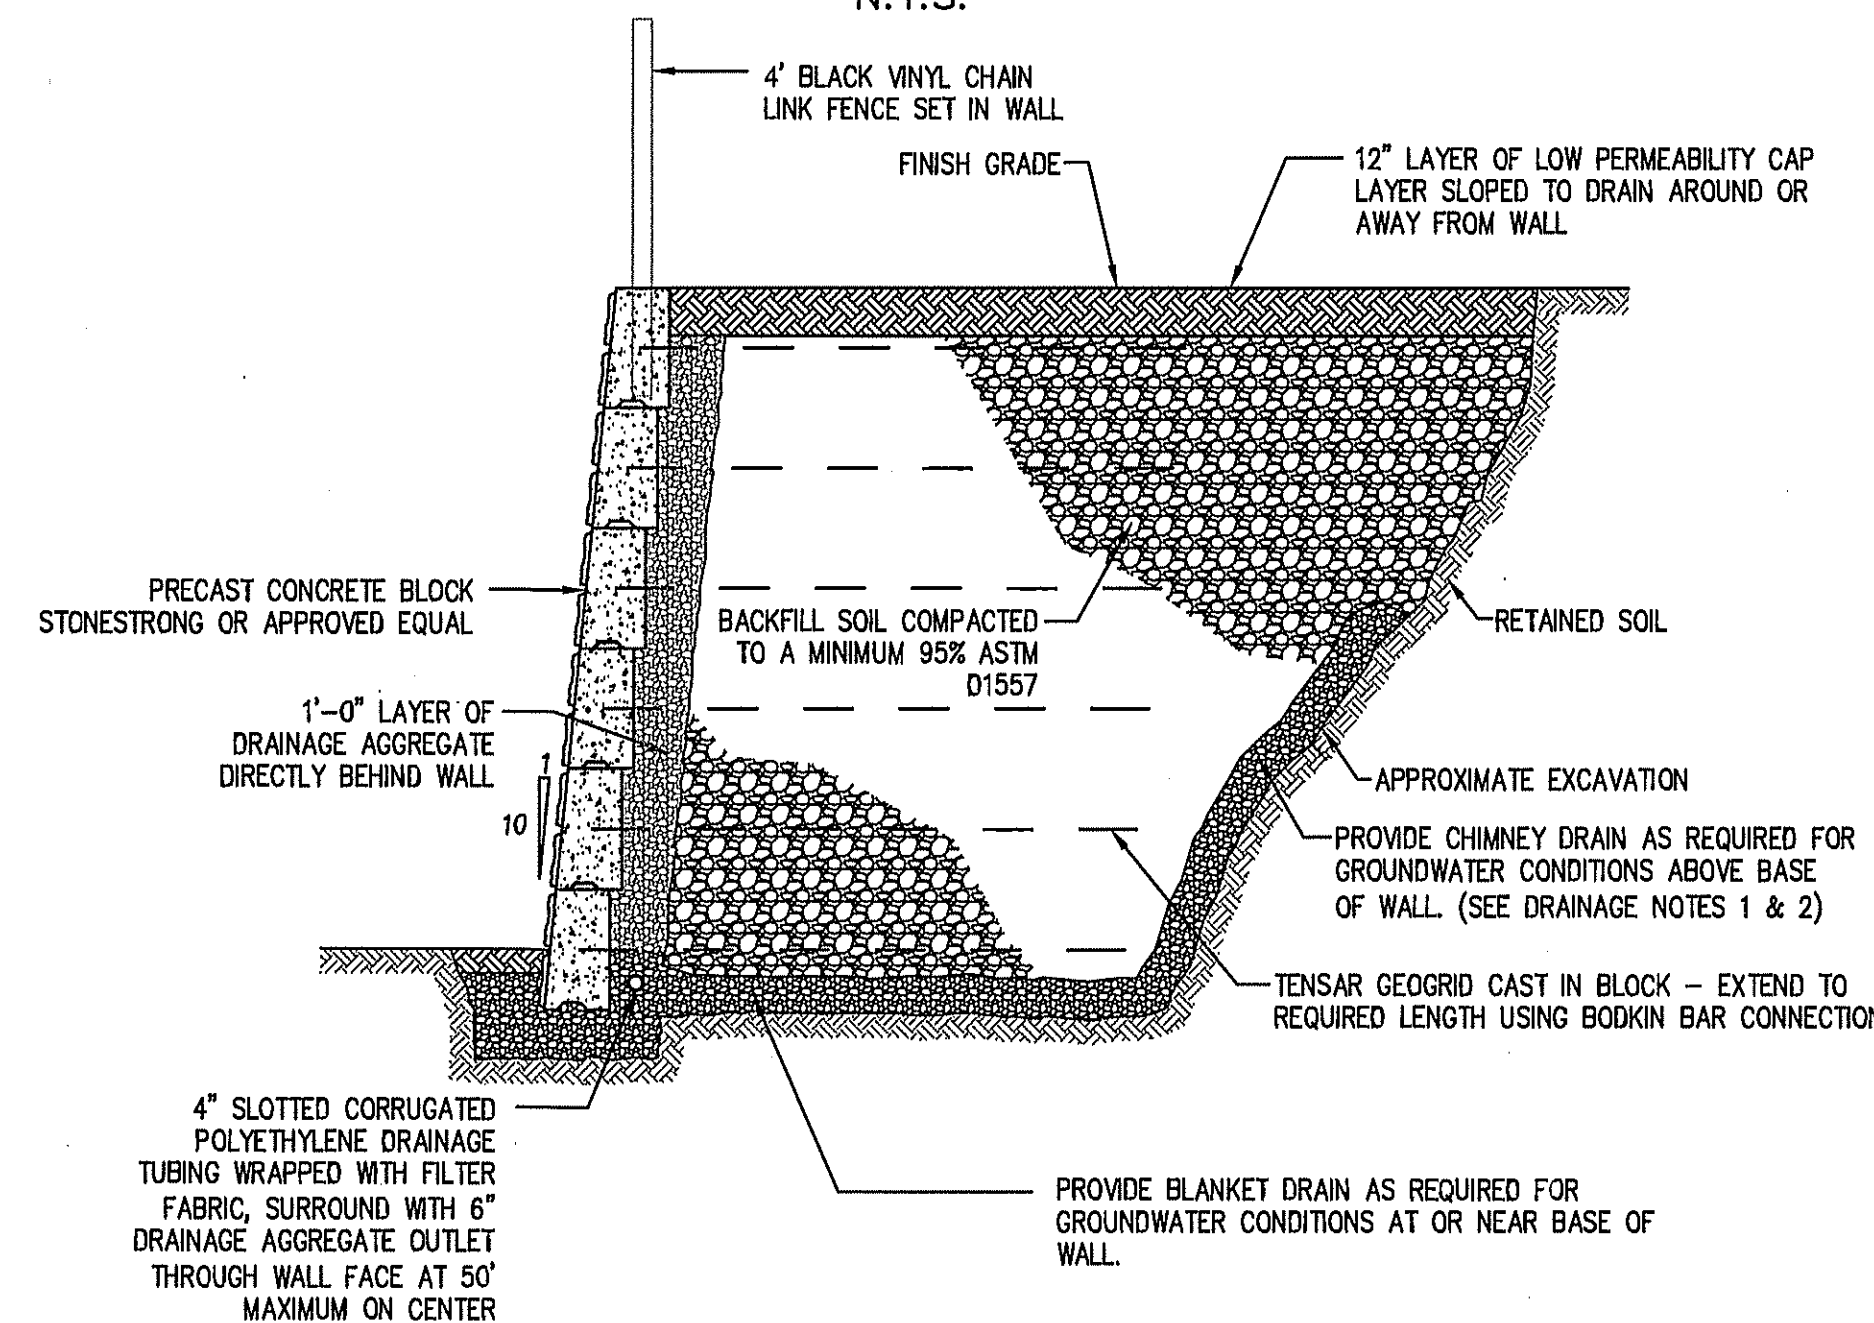 N.T.S.
4' BLACK VINYL CHAIN
LINK FENCE SET IN WALL
FINISH GRADE
12" LAYER OF LOW PERMEABILITY CAP
LAYER SLOPED TO DRAIN AROUND OR
AWAY FROM WALL
PRECAST CONCRETE BLOCK
STONESTRONG OR APPROVED EQUAL
BACKFILL SOIL COMPACTED
TO A MINIMUM 95% ASTM
D1557
RETAINED SOIL
1'-0" LAYER OF
DRAINAGE AGGREGATE
DIRECTLY BEHIND WALL
1
10
APPROXIMATE EXCAVATION
PROVIDE CHIMNEY DRAIN AS REQUIRED FOR
GROUNDWATER CONDITIONS ABOVE BASE
OF WALL. (SEE DRAINAGE NOTES 1 & 2)
TENSAR GEOGRID CAST IN BLOCK – EXTEND TO
REQUIRED LENGTH USING BODKIN BAR CONNECTION
4" SLOTTED CORRUGATED
POLYETHYLENE DRAINAGE
TUBING WRAPPED WITH FILTER
FABRIC, SURROUND WITH 6"
DRAINAGE AGGREGATE OUTLET
THROUGH WALL FACE AT 50'
MAXIMUM ON CENTER
PROVIDE BLANKET DRAIN AS REQUIRED FOR
GROUNDWATER CONDITIONS AT OR NEAR BASE OF
WALL.